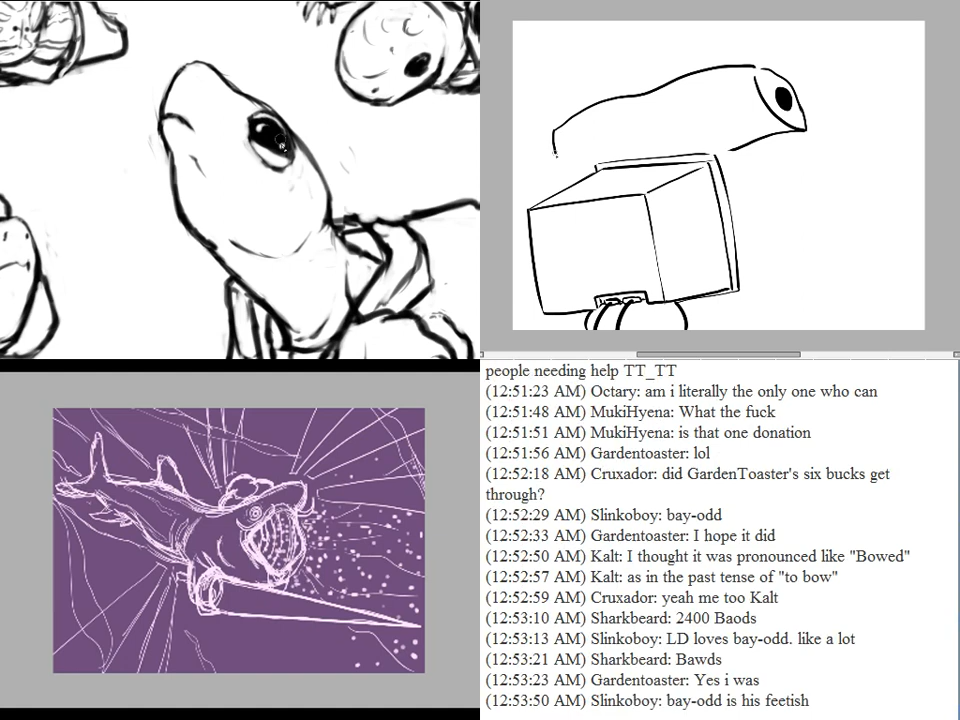 people needing help TT_TT
(12:51:23 AM) Octary: am i literally the only one who can
(12:51:48 AM) MukiHyena: What the fuck
(12:51:51 AM) MukiHyena: is that one donation
(12:51:56 AM) Gardentoaster: lol
(12:52:18 AM) Cruxador: did GardenToaster's six bucks get
through?
(12:52:29 AM) Slinkoboy: bay-odd
(12:52:33 AM) Gardentoaster: I hope it did
(12:52:50 AM) Kalt: I thought it was pronounced like "Bowed"
(12:52:57 AM) Kalt: as in the past tense of "to bow"
(12:52:59 AM) Cruxador: yeah me too Kalt
(12:53:10 AM) Sharkbeard: 2400 Baods
(12:53:13 AM) Slinkoboy: LD loves bay-odd. like a lot
(12:53:21 AM) Sharkbeard: Bawds
(12:53:23 AM) Gardentoaster: Yes i was
(12:53:50 AM) Slinkoboy: bay-odd is his feetish